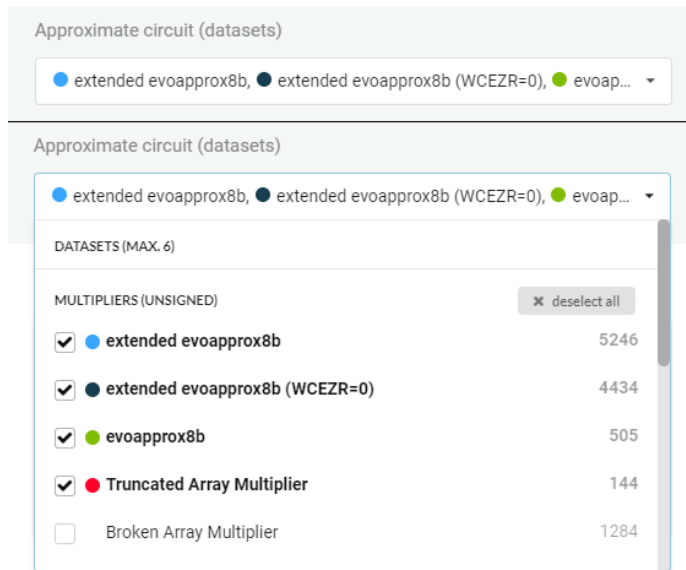 Approximate circuit (datasets)
extended evoapprox8b, extended evoapprox8b (WCEZR=0), evoap...
Approximate circuit (datasets)
extended evoapprox8b, extended evoapprox8b (WCEZR=0), evoap...
DATASETS (MAX. 6)
MULTIPLIERS (UNSIGNED) ✖ deselect all
extended evoapprox8b 5246
extended evoapprox8b (WCEZR=0) 4434
evoapprox8b 505
Truncated Array Multiplier 144
Broken Array Multiplier 1284